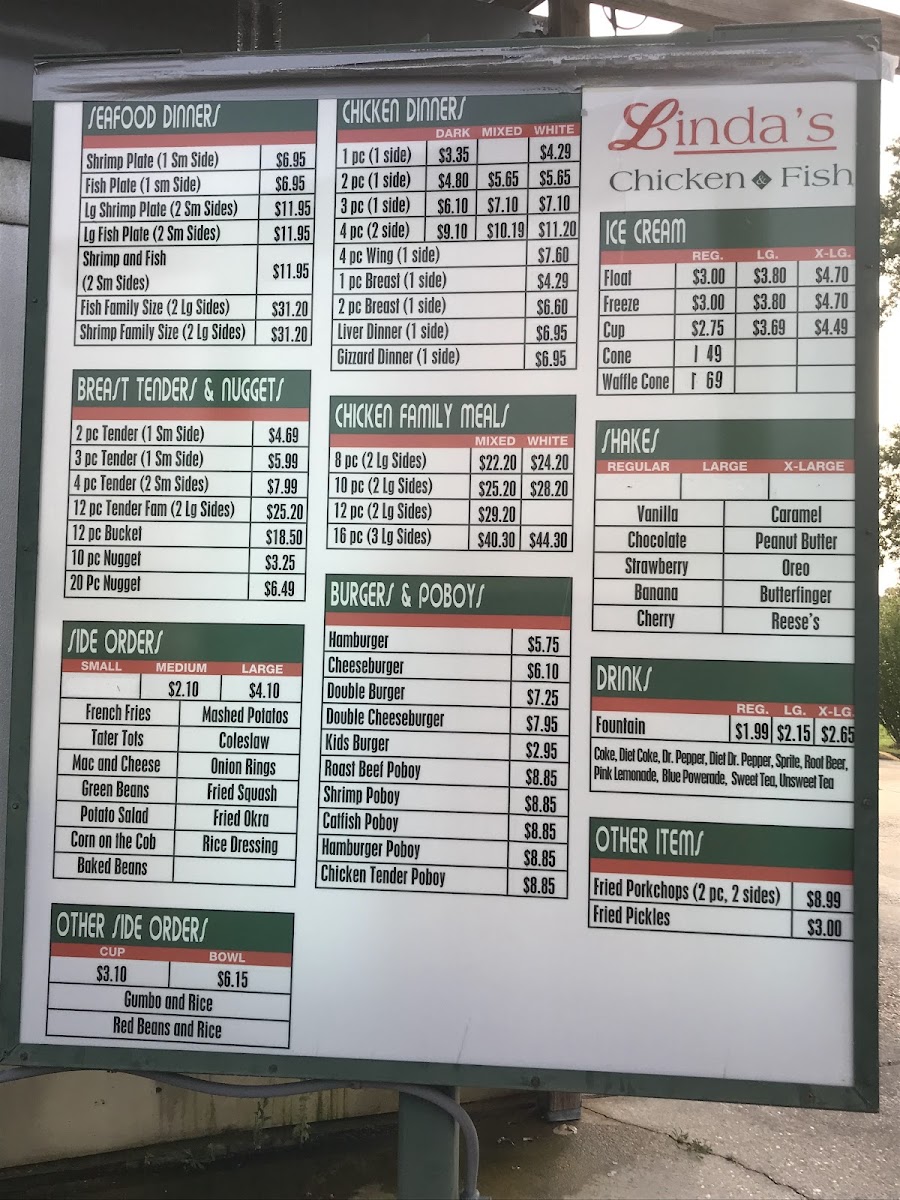 SEAFOOD DINNERS
Shrimp Plate (1 Sm Side) $6.95
Fish Plate (1 sm Side) $6.95
Lg Shrimp Plate (2 Sm Sides) $11.95
Lg Fish Plate (2 Sm Sides) $11.95
Shrimp and Fish
(2 Sm Sides) $11.95
Fish Family Size (2 Lg Sides) $31.20
Shrimp Family Size (2 Lg Sides) $31.20
BREAST TENDERS & NUGGETS
2 pc Tender (1 Sm Side) $4.69
3 pc Tender (1 Sm Side) $5.99
4 pc Tender (2 Sm Sides) $7.99
12 pc Tender Fam (2 Lg Sides) $25.20
12 pc Bucket $18.50
10 pc Nugget $3.25
20 Pc Nugget $6.49
SIDE ORDERS
SMALL MEDIUM LARGE
$2.10 $4.10
French Fries Mashed Potatos
Tater Tots Coleslaw
Mac and Cheese Onion Rings
Green Beans Fried Squash
Potato Salad Fried Okra
Corn on the Cob Rice Dressing
Baked Beans
OTHER SIDE ORDERS
CUP BOWL
$3.10 $6.15
Gumbo and Rice
Red Beans and Rice
CHICKEN DINNERS
DARK MIXED WHITE
1 pc (1 side) $3.35 $4.29
2 pc (1 side) $4.80 $5.65 $5.65
3 pc (1 side) $6.10 $7.10 $7.10
4 pc (2 side) $9.10 $10.19 $11.20
4 pc Wing (1 side) $7.60
1 pc Breast (1 side) $4.29
2 pc Breast (1 side) $6.60
Liver Dinner (1 side) $6.95
Gizzard Dinner (1 side) $6.95
CHICKEN FAMILY MEALS
MIXED WHITE
8 pc (2 Lg Sides) $22.20 $24.20
10 pc (2 Lg Sides) $25.20 $28.20
12 pc (2 Lg Sides) $29.20
16 pc (3 Lg Sides) $40.30 $44.30
BURGERS & POBOYS
Hamburger $5.75
Cheeseburger $6.10
Double Burger $7.25
Double Cheeseburger $7.95
Kids Burger $2.95
Roast Beef Poboy $8.85
Shrimp Poboy $8.85
Catfish Poboy $8.85
Hamburger Poboy $8.85
Chicken Tender Poboy $8.85
Linda's
Chicken & Fish
ICE CREAM
REG. LG. X-LG.
Float $3.00 $3.80 $4.70
Freeze $3.00 $3.80 $4.70
Cup $2.75 $3.69 $4.49
Cone 1 49
Waffle Cone 1 69
SHAKES
REGULAR LARGE X-LARGE
Vanilla Caramel
Chocolate Peanut Butter
Strawberry Oreo
Banana Butterfinger
Cherry Reese's
DRINKS
REG. LG. X-LG.
Fountain $1.99 $2.15 $2.65
Coke, Diet Coke, Dr. Pepper, Diet Dr. Pepper, Sprite, Root Beer,
Pink Lemonade, Blue Powerade, Sweet Tea, Unsweet Tea
OTHER ITEMS
Fried Porkchops (2 pc, 2 sides) $8.99
Fried Pickles $3.00